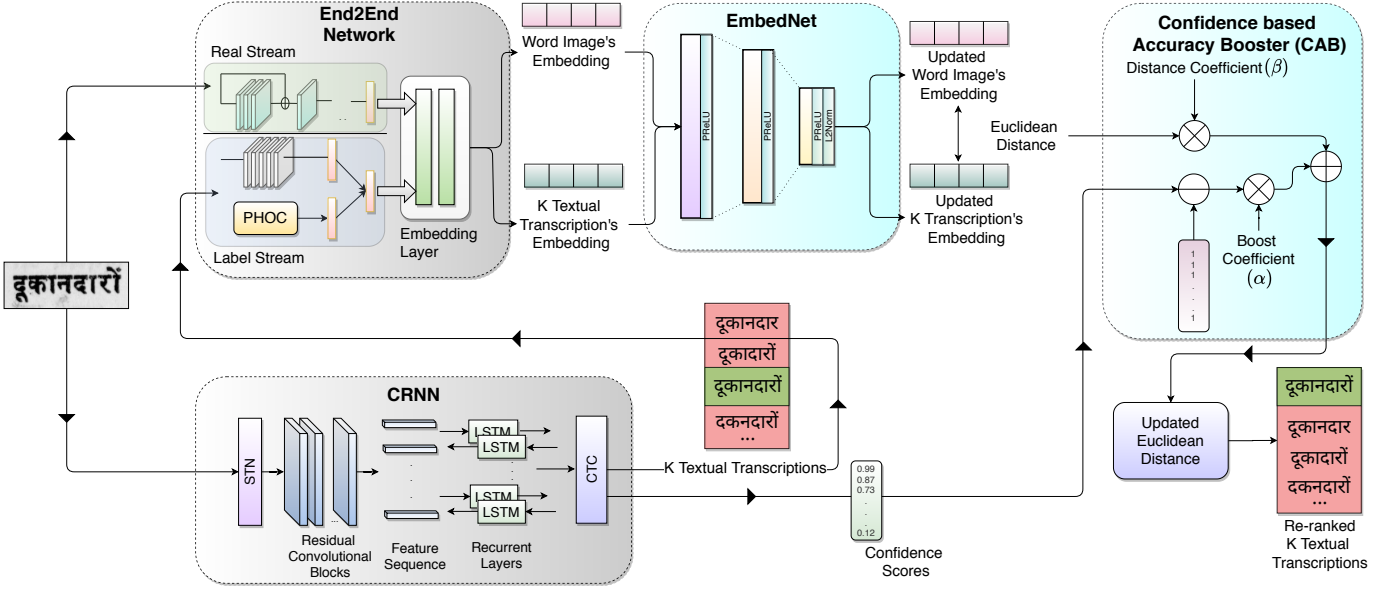 End2End
Network
Real Stream
PHOC
Label Stream
Embedding
Layer
Word Image's
Embedding
K Textual
Transcription's
Embedding
EmbedNet
PReLU
PReLU
PReLU
L2Norm
Updated
Word Image's
Embedding
Updated
K Transcription's
Embedding
Euclidean
Distance
Confidence based
Accuracy Booster (CAB)
Distance Coefficient(β)
1
1
1
.
.
1
Boost
Coefficient
(α)
दूकानदारों
दूकानदार
दूकादारों
दूकानदारों
दकनदारों
...
CRNN
STN
...
Residual
Convolutional
Blocks
Feature
Sequence
LSTM
LSTM
LSTM
LSTM
Recurrent
Layers
CTC
K Textual Transcriptions
0.99
0.87
0.73
.
.
.
0.12
Confidence
Scores
Updated
Euclidean
Distance
दूकानदारों
दूकानदार
दूकादारों
दकनदारों
...
Re-ranked
K Textual
Transcriptions